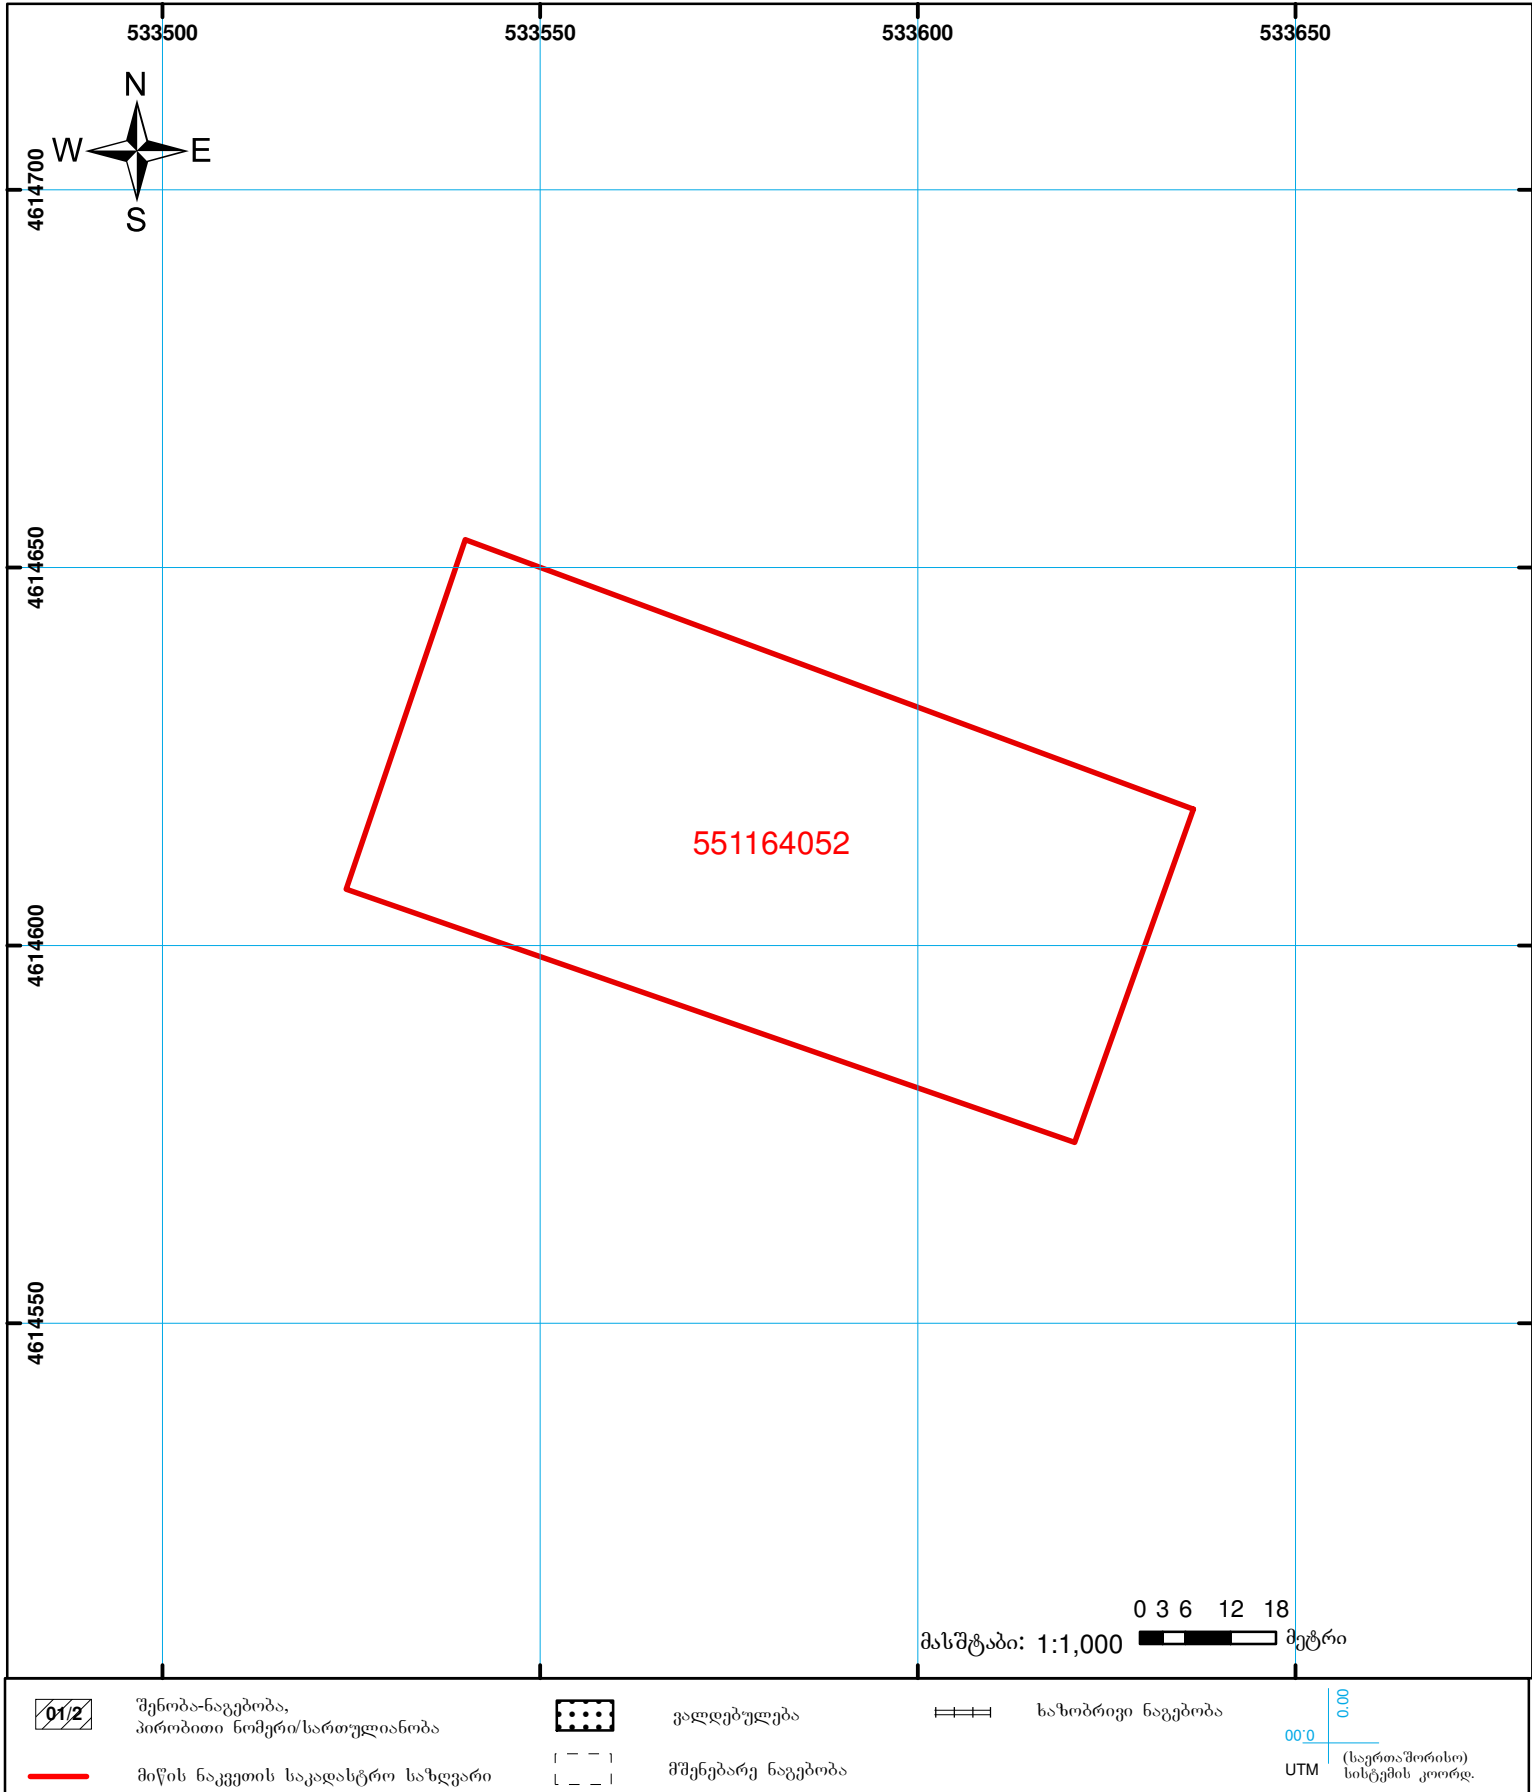 533500 533550 533600 533650
N
W E
S
4614700
4614650
4614600
4614550
551164052
0 3 6 12 18
მასშტაბი: 1:1,000 მეტრი
01/2 შენობა-ნაგებობა,
პირობითი ნომერი/სართულიანობა
ვალდებულება
ხაზობრივი ნაგებობა
00'0
00'0
მიწის ნაკვეთის საკადასტრო საზღვარი
მშენებარე ნაგებობა
UTM (საერთაშორისო)
სისტემის კოორდ.